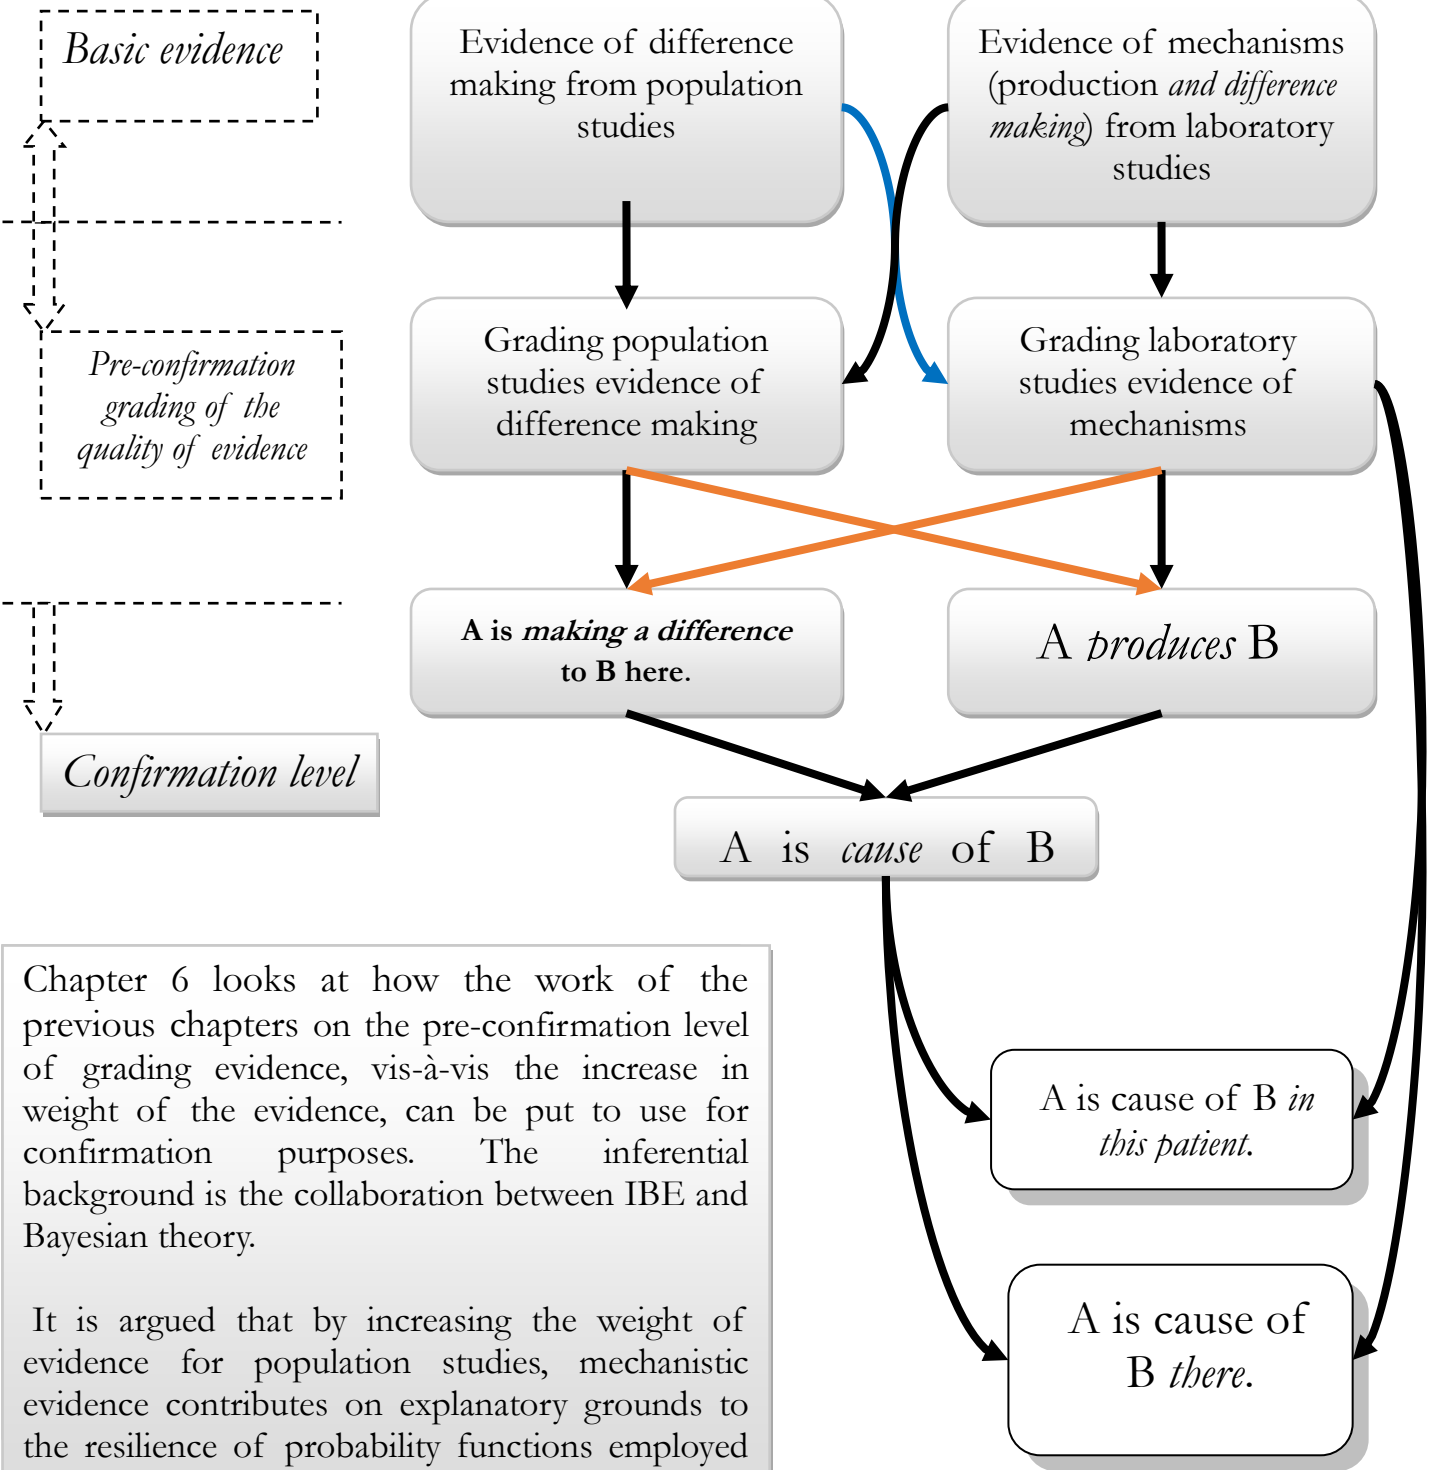 Basic evidence
Evidence of difference
making from population
studies
Evidence of mechanisms
(production and difference
making) from laboratory
studies
Pre-confirmation
grading of the
quality of evidence
Grading population
studies evidence of
difference making
Grading laboratory
studies evidence of
mechanisms
A is making a difference
to B here.
A produces B
Confirmation level
A is cause of B
Chapter 6 looks at how the work of the
previous chapters on the pre-confirmation level
of grading evidence, vis-à-vis the increase in
weight of the evidence, can be put to use for
confirmation purposes. The inferential
background is the collaboration between IBE and
Bayesian theory.
It is argued that by increasing the weight of
evidence for population studies, mechanistic
evidence contributes on explanatory grounds to
the resilience of probability functions employed
A is cause of B in
this patient.
A is cause of
B there.